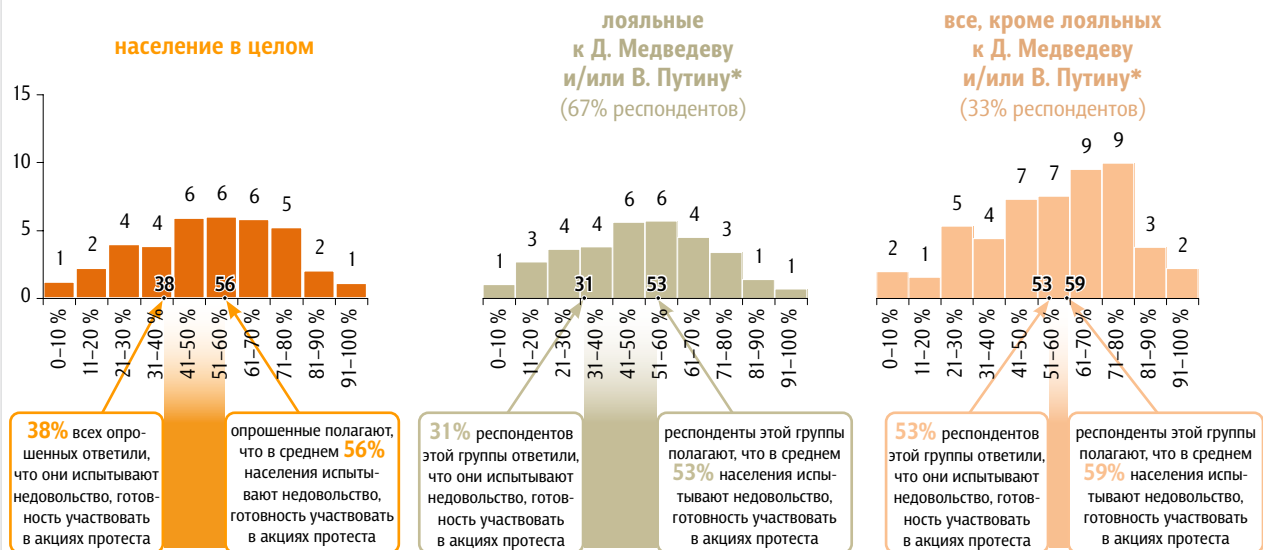 население в целом
15
10
5
0
1
2
4
4
6
6
6
5
2
1
38
56
0–10 %
11–20 %
21–30 %
31–40 %
41–50 %
51–60 %
61–70 %
71–80 %
81–90 %
91–100 %
38% всех опро-
шенных ответили,
что они испытывают
недовольство, готов-
ность участвовать
в акциях протеста
опрошенные полагают,
что в среднем 56%
населения испыты-
вают недовольство,
готовность участвовать
в акциях протеста
лояльные
к Д. Медведеву
и/или В. Путину*
(67% респондентов)
1
3
4
4
6
6
4
3
1
1
31
53
0–10 %
11–20 %
21–30 %
31–40 %
41–50 %
51–60 %
61–70 %
71–80 %
81–90 %
91–100 %
31% респондентов
этой группы ответили,
что они испытывают
недовольство, готов-
ность участвовать
в акциях протеста
респонденты этой группы
полагают, что в среднем
53% населения испы-
тывают недовольство,
готовность участвовать
в акциях протеста
все, кроме лояльных
к Д. Медведеву
и/или В. Путину*
(33% респондентов)
2
1
5
4
7
7
9
9
3
2
53
59
0–10 %
11–20 %
21–30 %
31–40 %
41–50 %
51–60 %
61–70 %
71–80 %
81–90 %
91–100 %
53% респондентов
этой группы ответили,
что они испытывают
недовольство, готов-
ность участвовать
в акциях протеста
респонденты этой группы
полагают, что в среднем
59% населения испы-
тывают недовольство,
готовность участвовать
в акциях протеста